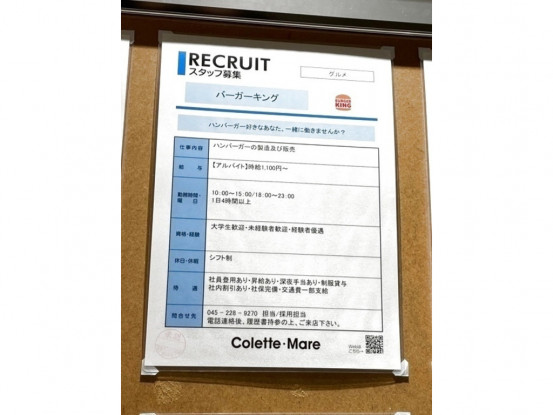 RECRUIT
スタッフ募集
グルメ
バーガーキング
BURGER
KING
ハンバーガー好きなあなた、一緒に働きませんか？
仕事内容 ハンバーガーの製造及び販売
給 与 【アルバイト】時給1,100円～
勤務時間・曜 日 10:00～15:00/18:00～23:00
1日4時間以上
資格・経験 大学生歓迎・未経験者歓迎・経験者優遇
休日・休暇 シフト制
待 遇 社員登用あり・昇給あり・深夜手当あり・制服貸与
社内割引あり・社保完備・交通費一部支給
問合せ先 045-228-9270 担当/採用担当
電話連絡後、履歴書持参の上、ご来店下さい。
Colette・Mare
こちら→